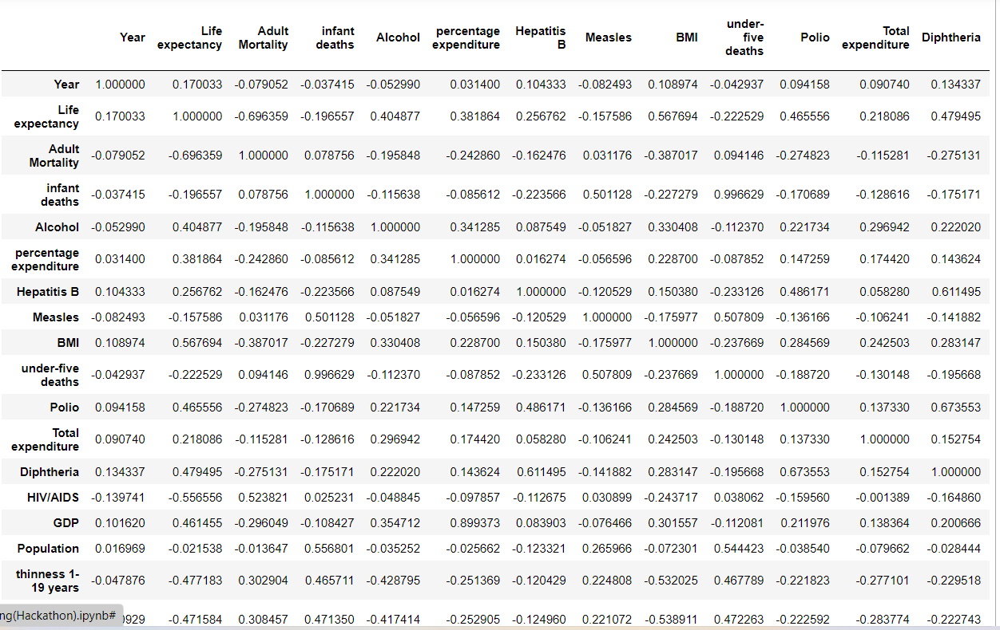 Year Life expectancy Adult Mortality infant deaths Alcohol percentage expenditure Hepatitis B Measles BMI under-five deaths Polio Total expenditure Diphtheria
Year 1.000000 0.170033 -0.079052 -0.037415 -0.052990 0.031400 0.104333 -0.082493 0.108974 -0.042937 0.094158 0.090740 0.134337
Life expectancy 0.170033 1.000000 -0.696359 -0.196557 0.404877 0.381864 0.256762 -0.157586 0.567694 -0.222529 0.465556 0.218086 0.479495
Adult Mortality -0.079052 -0.696359 1.000000 0.078756 -0.195848 -0.242860 -0.162476 0.031176 -0.387017 0.094146 -0.274823 -0.115281 -0.275131
infant deaths -0.037415 -0.196557 0.078756 1.000000 -0.115638 -0.085612 -0.223566 0.501128 -0.227279 0.996629 -0.170689 -0.128616 -0.175171
Alcohol -0.052990 0.404877 -0.195848 -0.115638 1.000000 0.341285 0.087549 -0.051827 0.330408 -0.112370 0.221734 0.296942 0.222020
percentage expenditure 0.031400 0.381864 -0.242860 -0.085612 0.341285 1.000000 0.016274 -0.056596 0.228700 -0.087852 0.147259 0.174420 0.143624
Hepatitis B 0.104333 0.256762 -0.162476 -0.223566 0.087549 0.016274 1.000000 -0.120529 0.150380 -0.233126 0.486171 0.058280 0.611495
Measles -0.082493 -0.157586 0.031176 0.501128 -0.051827 -0.056596 -0.120529 1.000000 -0.175977 0.507809 -0.136166 -0.106241 -0.141882
BMI 0.108974 0.567694 -0.387017 -0.227279 0.330408 0.228700 0.150380 -0.175977 1.000000 -0.237669 0.284569 0.242503 0.283147
under-five deaths -0.042937 -0.222529 0.094146 0.996629 -0.112370 -0.087852 -0.233126 0.507809 -0.237669 1.000000 -0.188720 -0.130148 -0.195668
Polio 0.094158 0.465556 -0.274823 -0.170689 0.221734 0.147259 0.486171 -0.136166 0.284569 -0.188720 1.000000 0.137330 0.673553
Total expenditure 0.090740 0.218086 -0.115281 -0.128616 0.296942 0.174420 0.058280 -0.106241 0.242503 -0.130148 0.137330 1.000000 0.152754
Diphtheria 0.134337 0.479495 -0.275131 -0.175171 0.222020 0.143624 0.611495 -0.141882 0.283147 -0.195668 0.673553 0.152754 1.000000
HIV/AIDS -0.139741 -0.556556 0.523821 0.025231 -0.048845 -0.097857 -0.112675 0.030899 -0.243717 0.038062 -0.159560 -0.001389 -0.164860
GDP 0.101620 0.461455 -0.296049 -0.108427 0.354712 0.899373 0.083903 -0.076466 0.301557 -0.112081 0.211976 0.138364 0.200666
Population 0.016969 -0.021538 -0.013647 0.556801 -0.035252 -0.025662 -0.123321 0.265966 -0.072301 0.544423 -0.038540 -0.079662 -0.028444
thinness 1-19 years -0.047876 -0.477183 0.302904 0.465711 -0.428795 -0.251369 -0.120429 0.224808 -0.532025 0.467789 -0.221823 -0.277101 -0.229518
ng(Hackathon).ipynb# 929 -0.471584 0.308457 0.471350 -0.417414 -0.252905 -0.124960 0.221072 -0.538911 0.472263 -0.222592 -0.283774 -0.222743